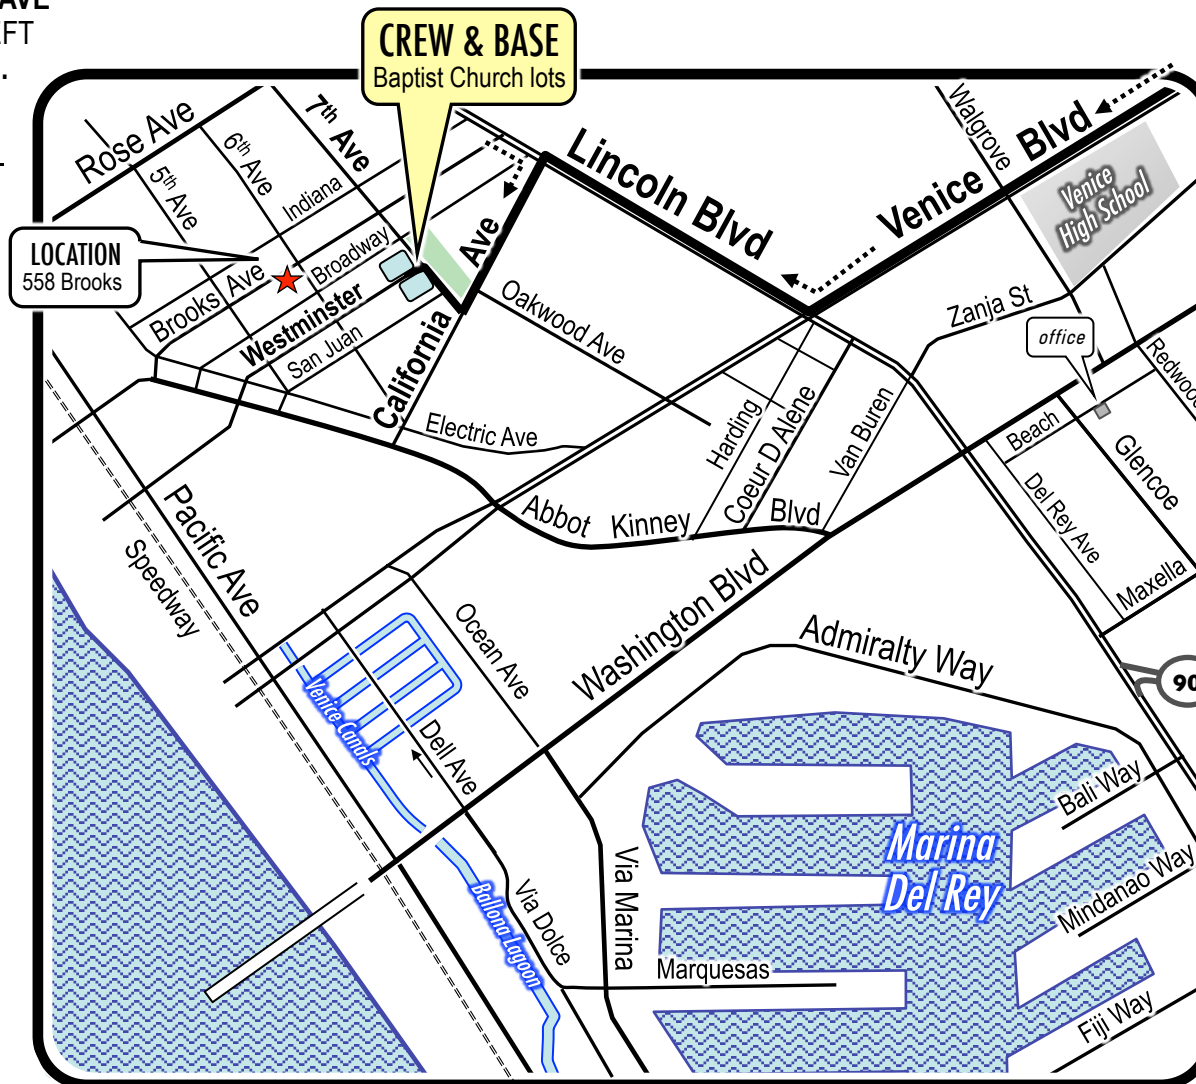 AVE
EFT
.
CREW & BASE
Baptist Church lots
Rose Ave
7th Ave
6th Ave
5th Ave
Indiana
Lincoln Blvd
Walgrove
Venice Blvd
Venice
High School
LOCATION
558 Brooks
Brooks Ave
Broadway
Westminster
San Juan
California Ave
Oakwood Ave
Zanja St
office
Redwood
Electric Ave
Harding
Coeur D Alene
Van Buren
Beach
Glencoe
Del Rey Ave
Maxella
Abbot Kinney Blvd
Pacific Ave
Speedway
Ocean Ave
Washington Blvd
Admiralty Way
90
Venice Canals
Dell Ave
Bali Way
Marina
Del Rey
Mindanao Way
Via Marina
Via Dolce
Ballona Lagoon
Marquesas
Fiji Way